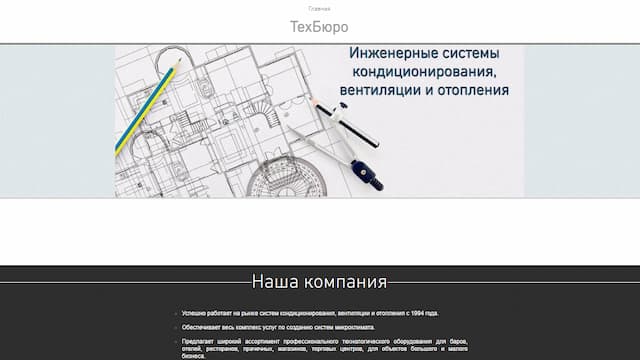 Главная
ТехБюро
Инженерные системы
кондиционирования,
вентиляции и отопления
Наша компания
Успешно работает на рынке систем кондиционирования, вентиляции и отопления с 1994 года.
Обеспечивает весь комплекс услуг по созданию систем микроклимата.
Предлагает широкий ассортимент профессионального технологического оборудования для баров,
отелей, ресторанов, прачечных, магазинов, торговых центров, для объектов большого и малого
бизнеса.